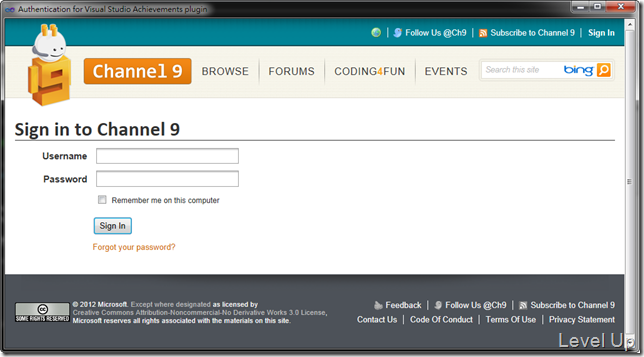 Authentication for Visual Studio Achievements plugin
Follow Us @Ch9 | Subscribe to Channel 9 | Sign In
9
Channel 9 BROWSE FORUMS CODING4FUN EVENTS Search this site bing
Sign in to Channel 9
Username
Password
Remember me on this computer
Sign In
Forgot your password?
cc
SOME RIGHTS RESERVED
© 2012 Microsoft. Except where designated as licensed by
Creative Commons Attribution-Noncommercial-No Derivative Works 3.0 License,
Microsoft reserves all rights associated with the materials on this site.
Feedback | Follow Us @Ch9 | Subscribe to Channel 9
Contact Us | Code Of Conduct | Terms Of Use | Privacy Statement
Level Up